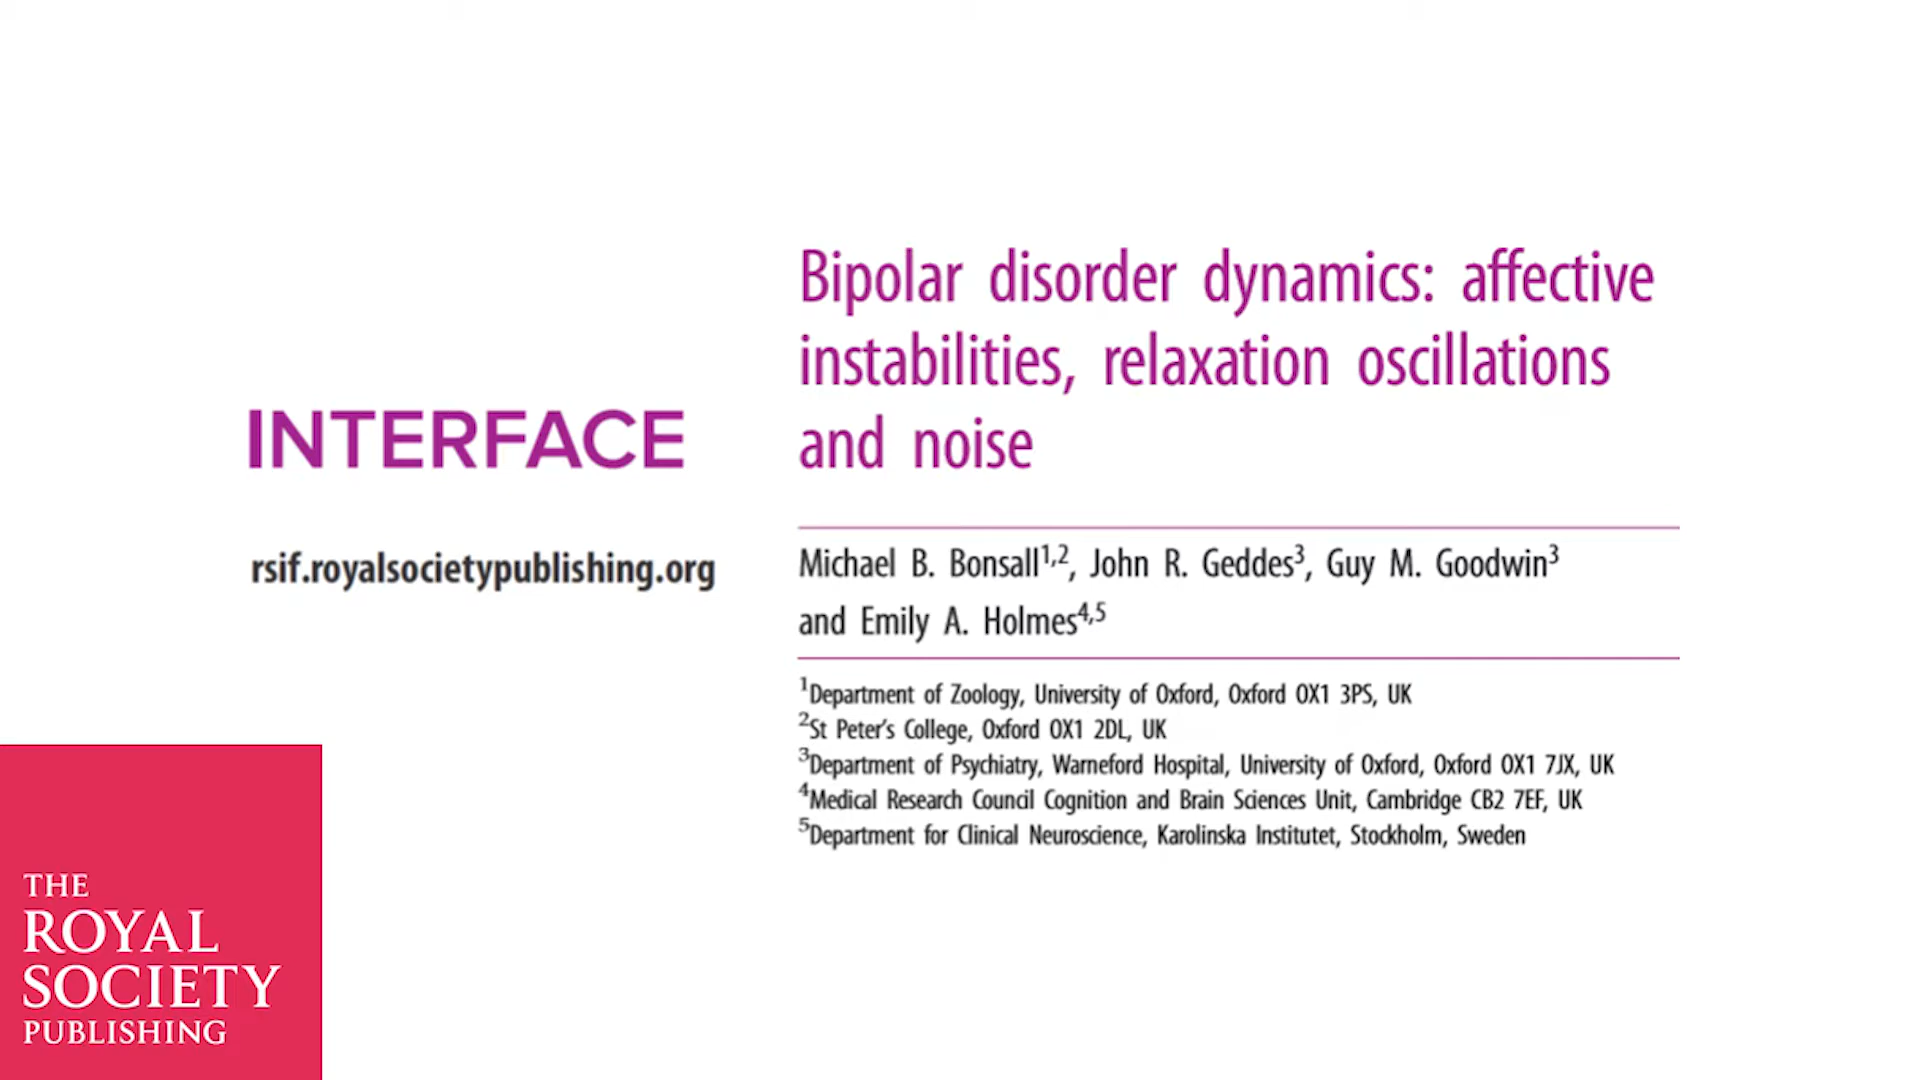 INTERFACE
rsif.royalsocietypublishing.org
Bipolar disorder dynamics: affective
instabilities, relaxation oscillations
and noise
Michael B. Bonsall1,2, John R. Geddes3, Guy M. Goodwin3
and Emily A. Holmes4,5
1Department of Zoology, University of Oxford, Oxford OX1 3PS, UK
2St Peter's College, Oxford OX1 2DL, UK
3Department of Psychiatry, Warneford Hospital, University of Oxford, Oxford OX1 7JX, UK
4Medical Research Council Cognition and Brain Sciences Unit, Cambridge CB2 7EF, UK
5Department for Clinical Neuroscience, Karolinska Institutet, Stockholm, Sweden
THE
ROYAL
SOCIETY
PUBLISHING